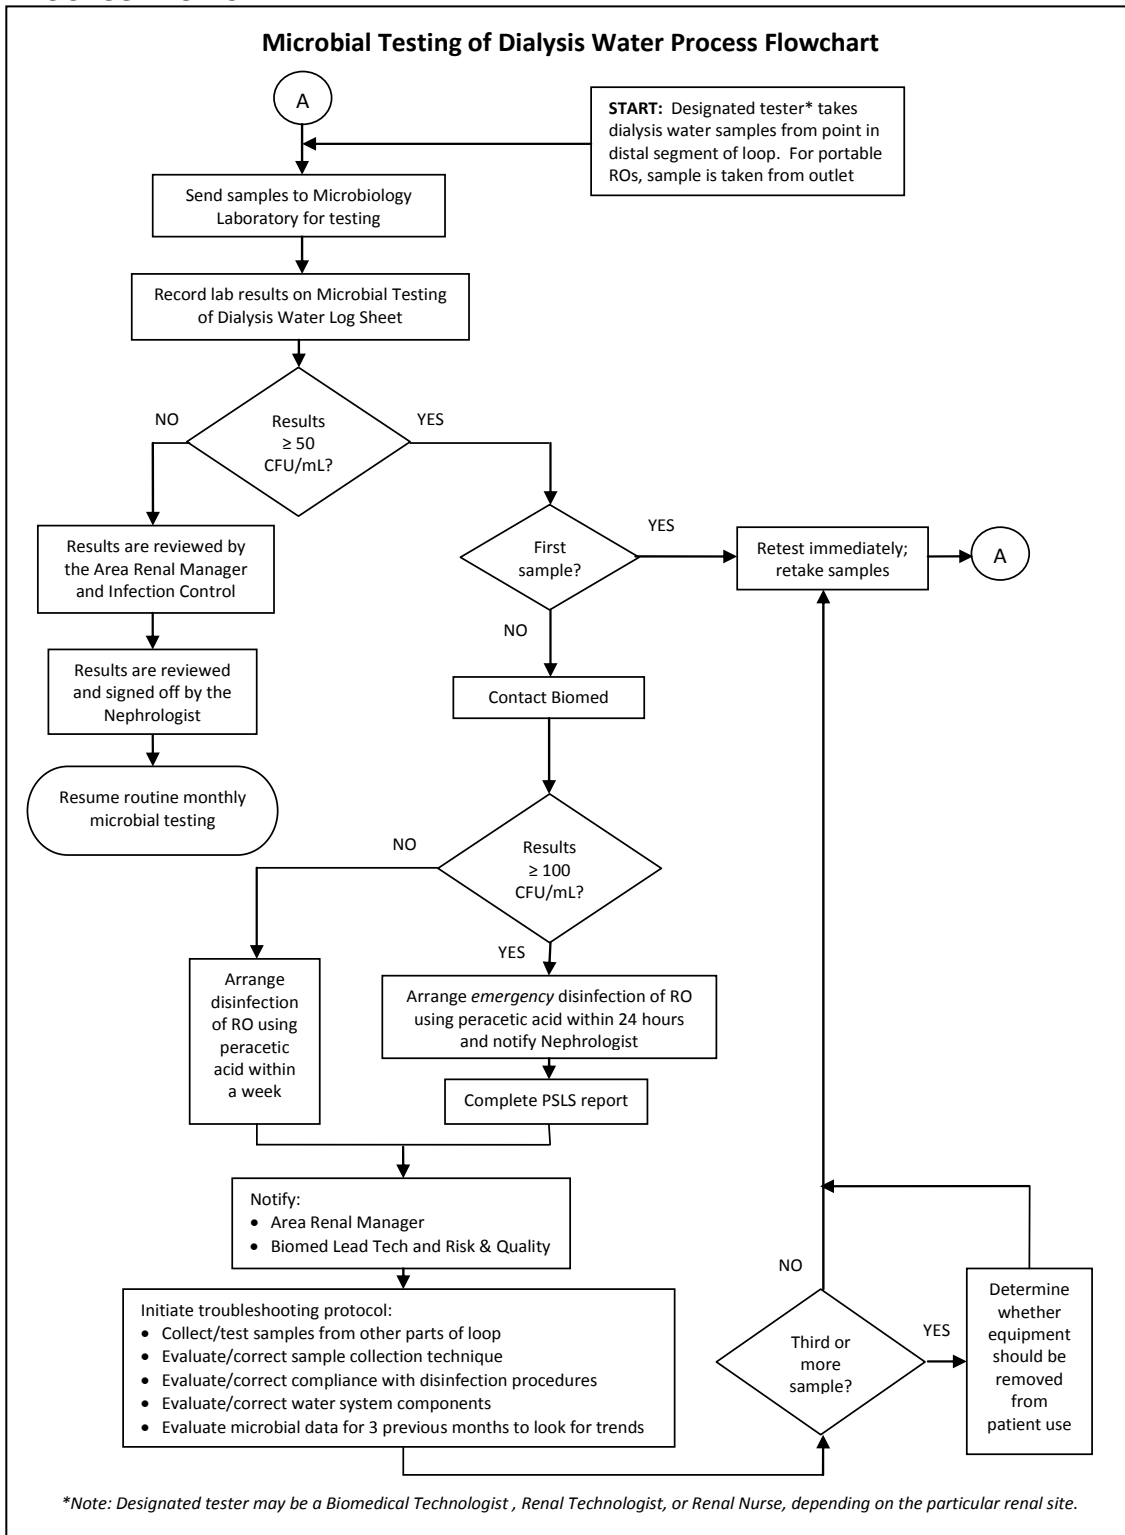 Microbial Testing of Dialysis Water Process Flowchart
A
START: Designated tester* takes
dialysis water samples from point in
distal segment of loop. For portable
ROs, sample is taken from outlet
Send samples to Microbiology
Laboratory for testing
Record lab results on Microbial Testing
of Dialysis Water Log Sheet
NO
Results
≥ 50
CFU/mL?
YES
Results are reviewed by
the Area Renal Manager
and Infection Control
First
sample?
YES
Retest immediately;
retake samples
A
NO
Results are reviewed
and signed off by the
Nephrologist
Contact Biomed
Resume routine monthly
microbial testing
NO
Results
≥ 100
CFU/mL?
YES
Arrange
disinfection
of RO using
peracetic
acid within
a week
Arrange emergency disinfection of RO
using peracetic acid within 24 hours
and notify Nephrologist
Complete PSLS report
Notify:
• Area Renal Manager
• Biomed Lead Tech and Risk & Quality
Initiate troubleshooting protocol:
• Collect/test samples from other parts of loop
• Evaluate/correct sample collection technique
• Evaluate/correct compliance with disinfection procedures
• Evaluate/correct water system components
• Evaluate microbial data for 3 previous months to look for trends
NO
Third or
more
sample?
YES
Determine
whether
equipment
should be
removed
from
patient use
*Note: Designated tester may be a Biomedical Technologist , Renal Technologist, or Renal Nurse, depending on the particular renal site.